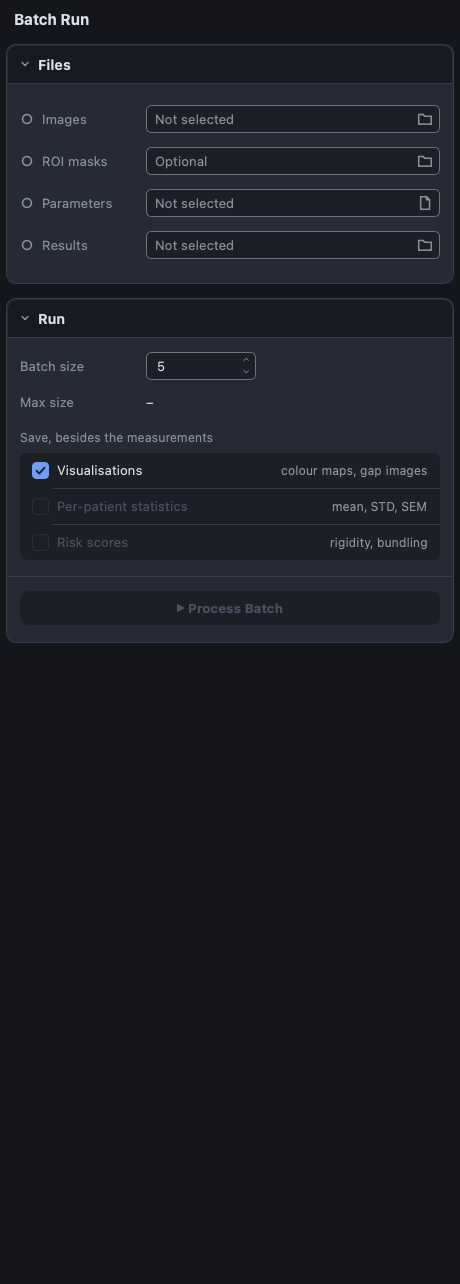 Batch Run
Files
Images Not selected
ROI masks Optional
Parameters Not selected
Results Not selected
Run
Batch size 5
Max size –
Save, besides the measurements
Visualisations colour maps, gap images
Per-patient statistics mean, STD, SEM
Risk scores rigidity, bundling
Process Batch